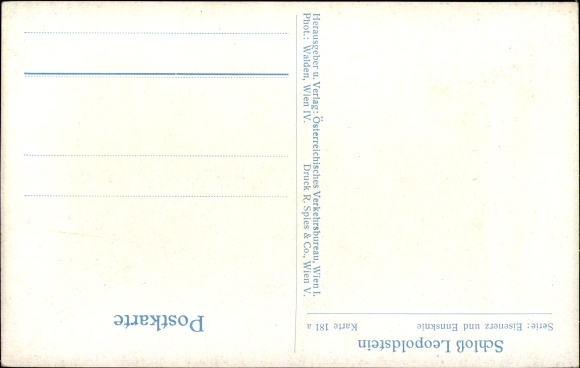 Schloß Leopoldstein
Serie: Eisenerz und Ennsknie Karte 181 a
Herausgeber u. Verlag: Österreichisches Verkehrsbureau, Wien I.
Phot.: Walden, Wien IV. Druck R. Spies & Co., Wien V.
Postkarte